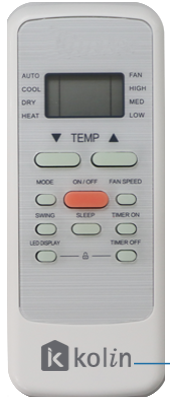 AUTO FAN
COOL HIGH
DRY MED
HEAT LOW
▼ TEMP ▲
MODE ON/OFF FAN SPEED
SWING SLEEP TIMER ON
LED DISPLAY TIMER OFF
kolin